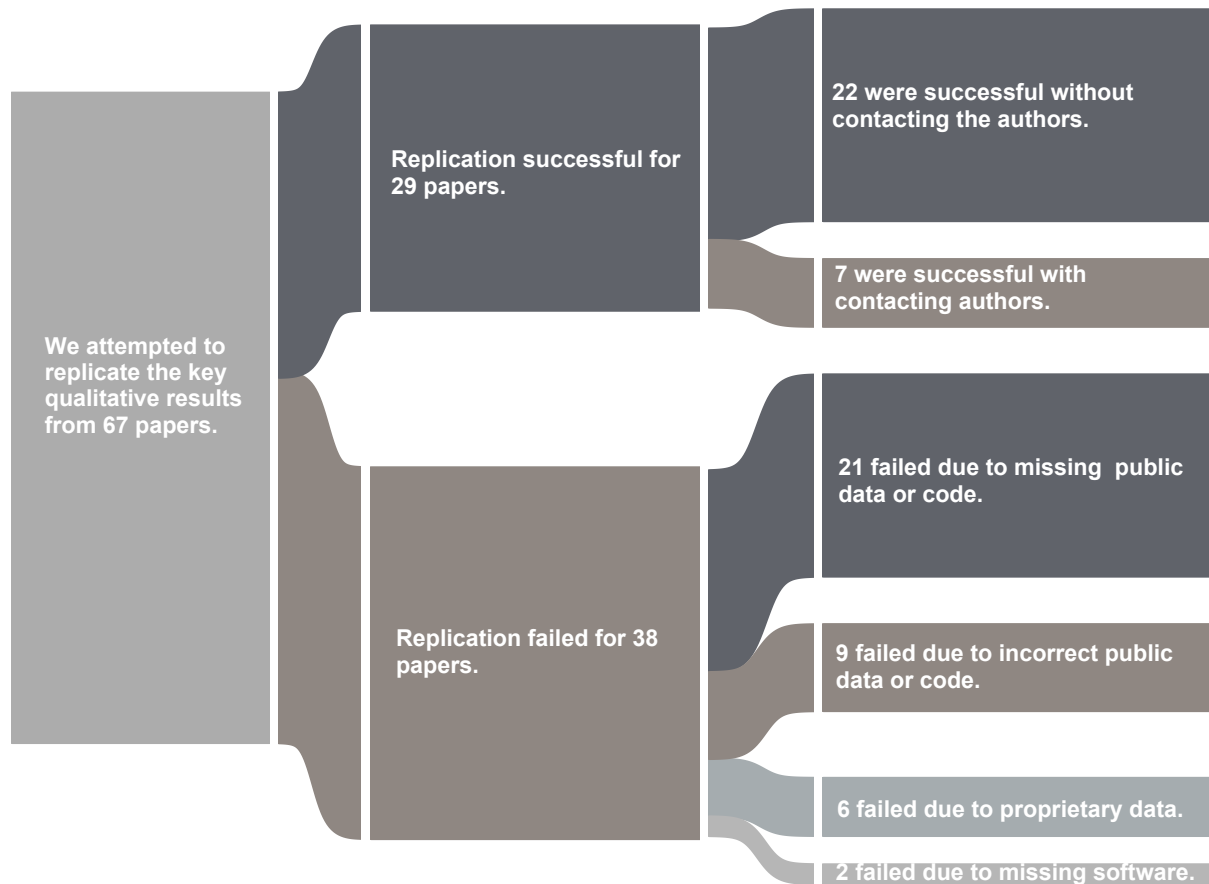 We attempted to
replicate the key
qualitative results
from 67 papers.
Replication successful for
29 papers.
22 were successful without
contacting the authors.
7 were successful with
contacting authors.
Replication failed for 38
papers.
21 failed due to missing  public
data or code.
9 failed due to incorrect public
data or code.
6 failed due to proprietary data.
2 failed due to missing software.